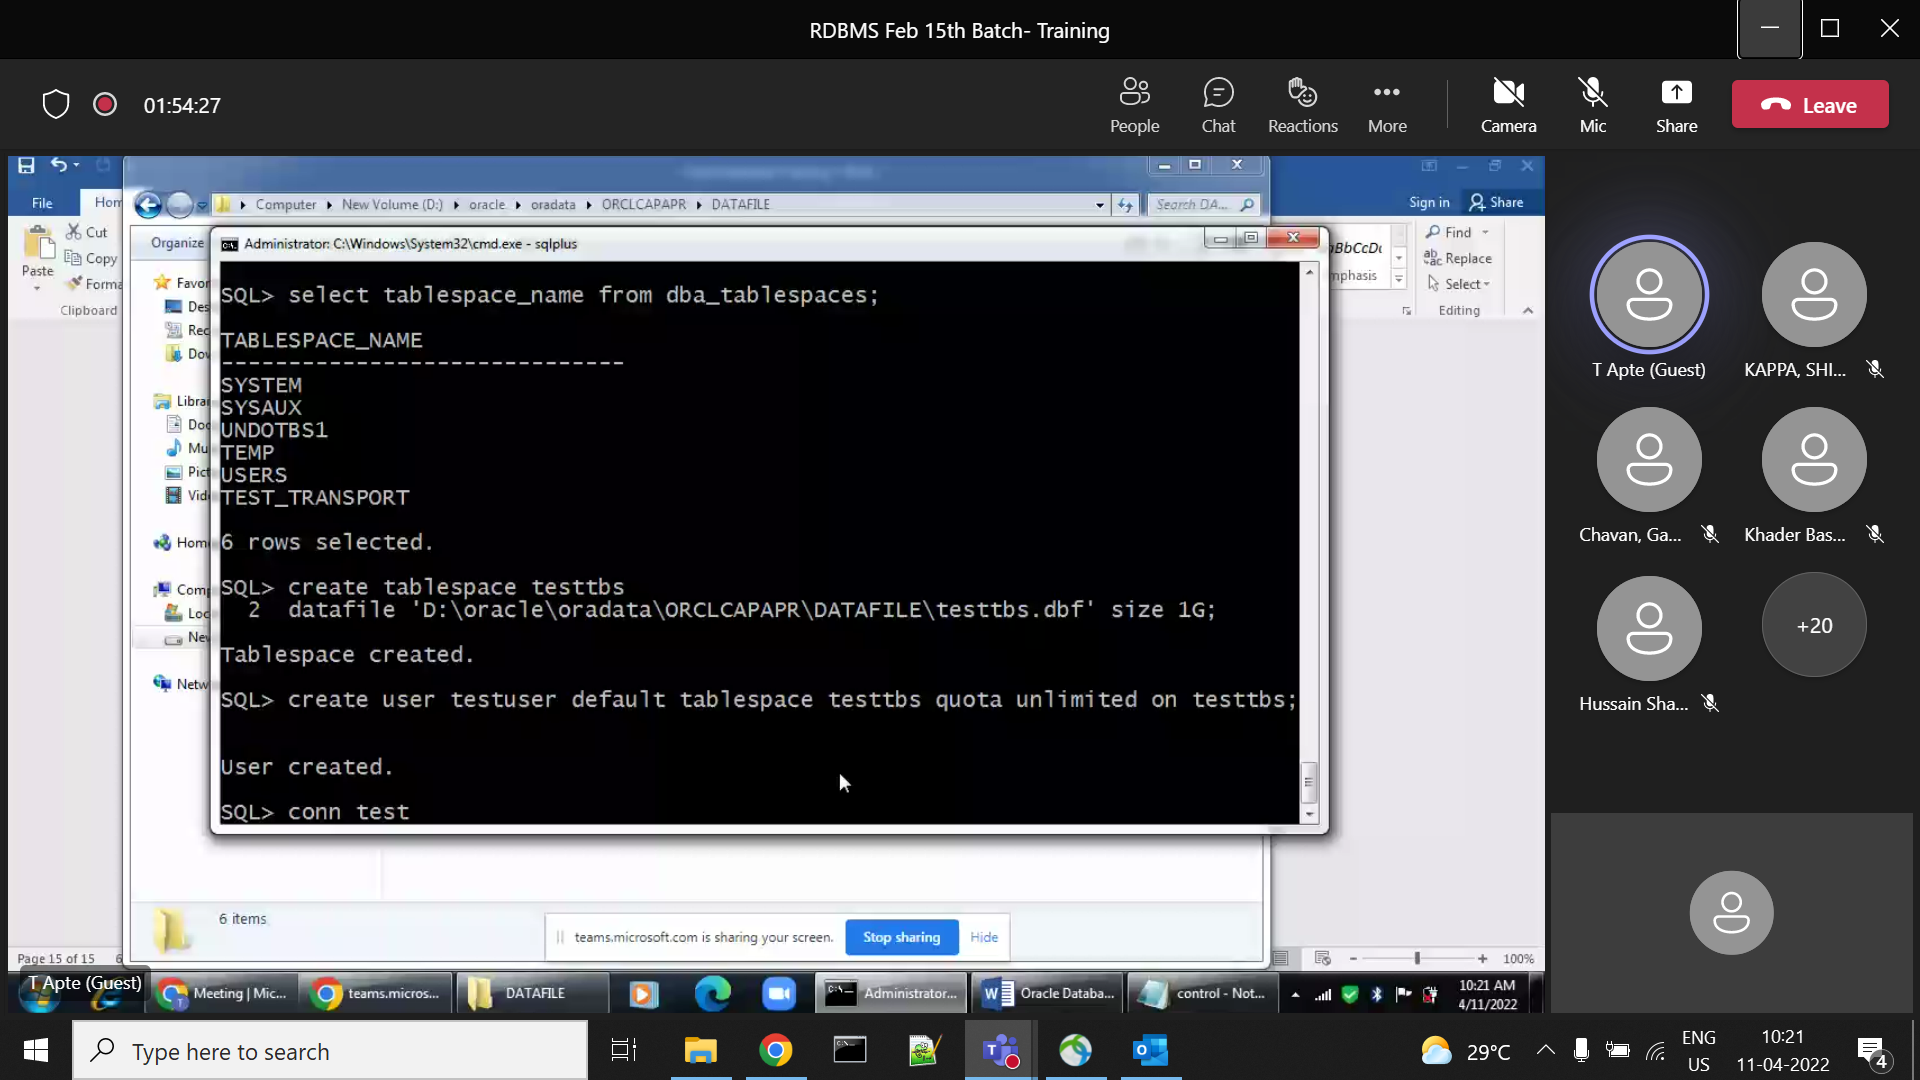 RDBMS Feb 15th Batch- Training
01:54:27
People
Chat
Reactions
More
Camera
Mic
Share
Leave
File
Hom
Sign in
Share
Computer
New Volume (D:)
oracle
oradata
ORCLCAPAPR
DATAFILE
Search DA...
Paste
Cut
Copy
Forma
Clipboard
Organize
Favor
Des
Rec
Dov
Librar
Doc
Mu
Pict
Vid
Hom
Comp
Loc
Nev
Netw
aBbCcDc
mphasis
Find
Replace
Select
Editing
Administrator: C:\Windows\System32\cmd.exe - sqlplus
SQL> select tablespace_name from dba_tablespaces;
TABLESPACE_NAME
------------------------------
SYSTEM
SYSAUX
UNDOTBS1
TEMP
USERS
TEST_TRANSPORT
6 rows selected.
SQL> create tablespace testtbs
2 datafile 'D:\oracle\oradata\ORCLCAPAPR\DATAFILE\testtbs.dbf' size 1G;
Tablespace created.
SQL> create user testuser default tablespace testtbs quota unlimited on testtbs;
User created.
SQL> conn test
6 items
teams.microsoft.com is sharing your screen.
Stop sharing
Hide
Page 15 of 15
100%
T Apte (Guest)
Meeting | Mic...
teams.micros...
DATAFILE
Administrator...
Oracle Databa...
control - Not...
10:21 AM
4/11/2022
T Apte (Guest)
KAPPA, SHI...
Chavan, Ga...
Khader Bas...
Hussain Sha...
+20
Type here to search
29°C
ENG
US
10:21
11-04-2022
4